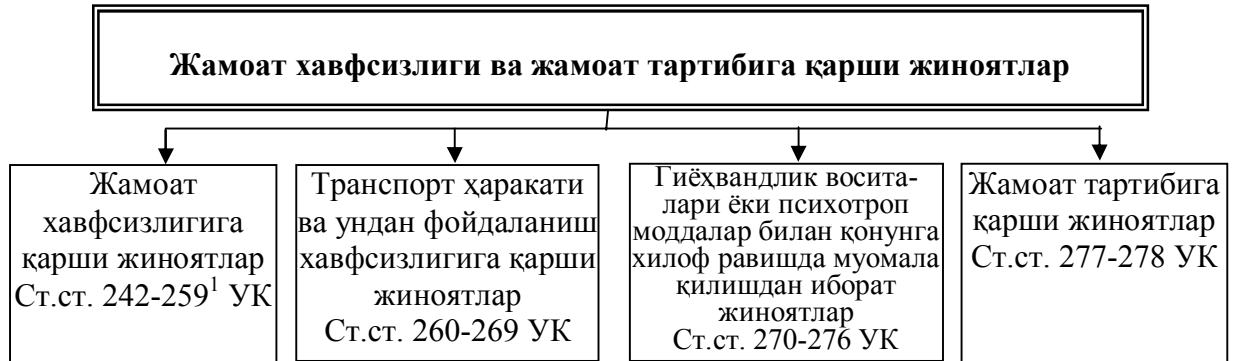 Жамоат хавфсизлиги ва жамоат тартибига қарши жиноятлар
Жамоат
хавфсизлигига
қарши жиноятлар
Ст.ст. 242-259¹ УК
Транспорт ҳаракати
ва ундан фойдаланиш
хавфсизлигига қарши
жиноятлар
Ст.ст. 260-269 УК
Гиёҳвандлик восита-
лари ёки психотроп
моддалар билан қонунга
хилоф равишда муомала
қилишдан иборат
жиноятлар
Ст.ст. 270-276 УК
Жамоат тартибига
қарши жиноятлар
Ст.ст. 277-278 УК